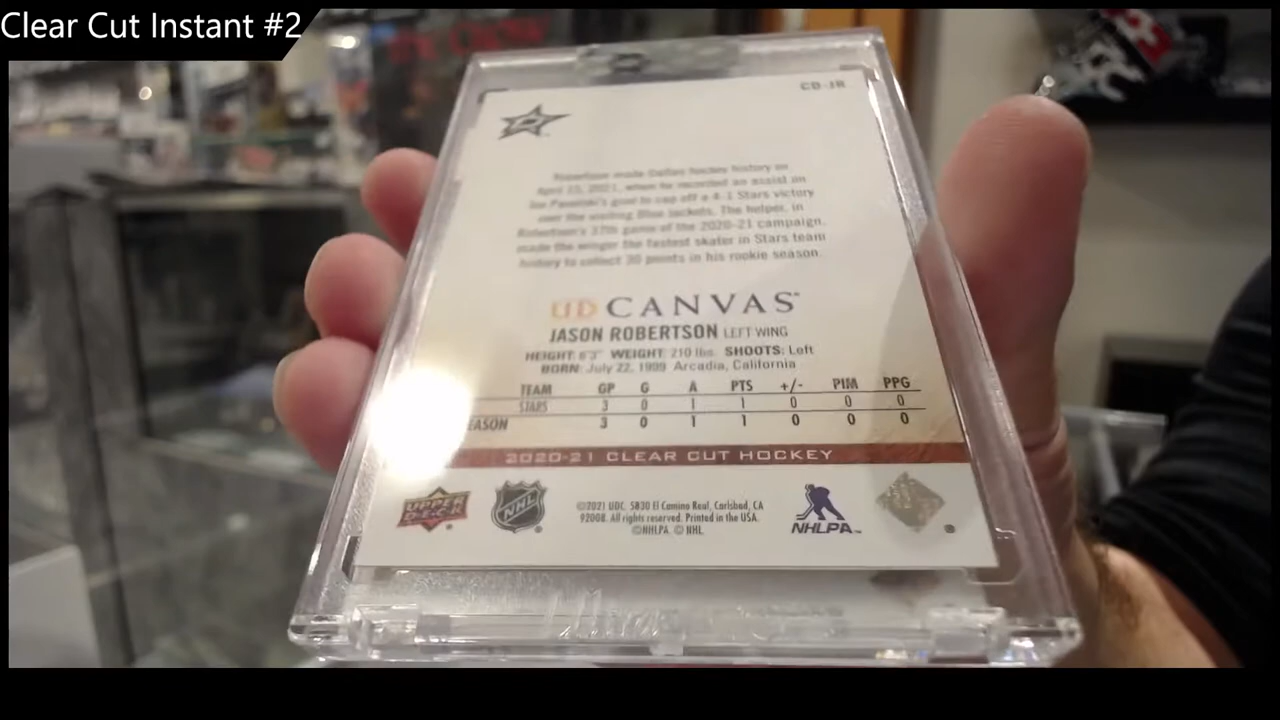 Clear Cut Instant #2
CD-JR
Robertson made Dallas hockey history on
April 15, 2021, when he recorded an assist on
Joe Pavelski's goal to cap off a 4-1 Stars victory
over the visiting Blue Jackets. The helper, in
Robertson's 37th game of the 2020-21 campaign,
made the winger the fastest skater in Stars team
history to collect 30 points in his rookie season.
UD CANVAS
JASON ROBERTSON LEFT WING
HEIGHT: 6'3" WEIGHT: 210 lbs. SHOOTS: Left
BORN: July 22, 1999 Arcadia, California
TEAM GP G A PTS +/- PIM PPG
STARS 3 0 1 1 0 0 0
EASON 3 0 1 1 0 0 0
2020-21 CLEAR CUT HOCKEY
UPPER DECK
NHL
©2021 UDC. 5830 El Camino Real, Carlsbad, CA
92008. All rights reserved. Printed in the USA.
©NHLPA. © NHL
NHLPA